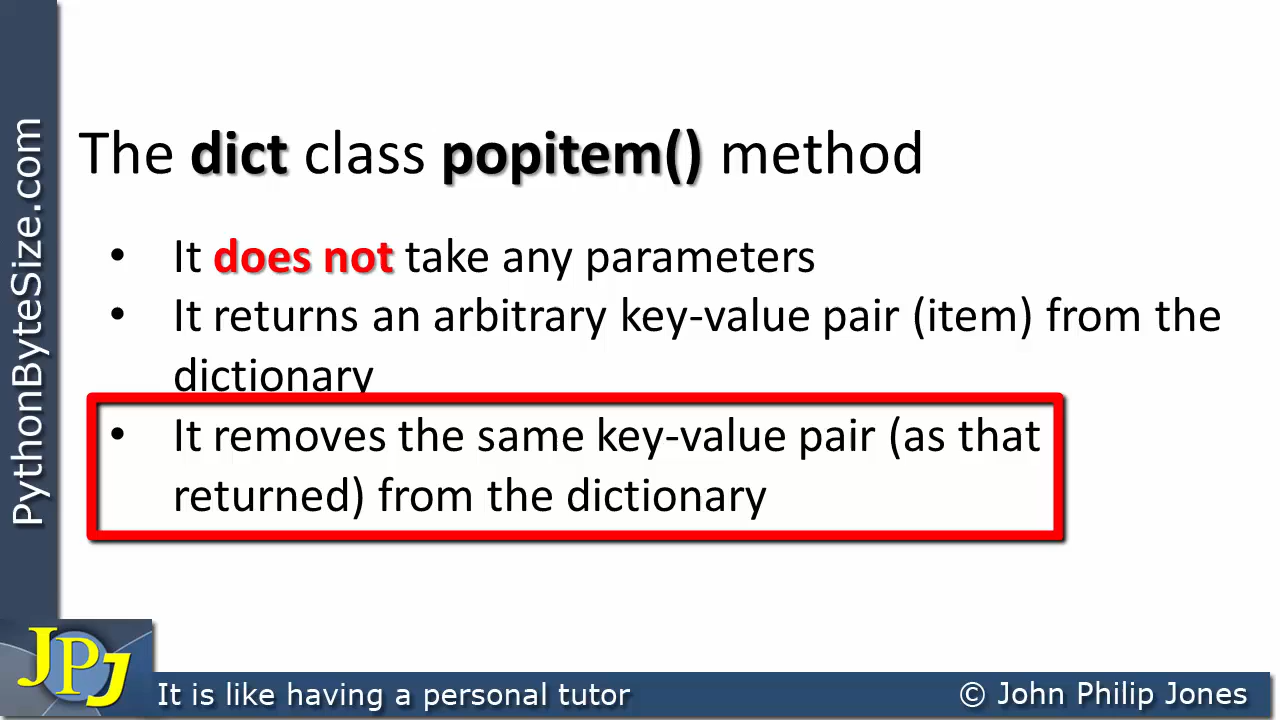 PythonByteSize.com
The dict class popitem() method
• It does not take any parameters
• It returns an arbitrary key-value pair (item) from the
dictionary
• It removes the same key-value pair (as that
returned) from the dictionary
JPJ
It is like having a personal tutor
© John Philip Jones